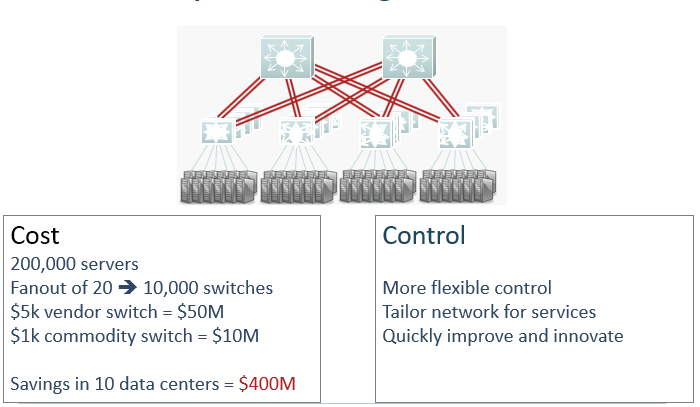 Cost
200,000 servers
Fanout of 20 ➔ 10,000 switches
$5k vendor switch = $50M
$1k commodity switch = $10M
Savings in 10 data centers = $400M
Control
More flexible control
Tailor network for services
Quickly improve and innovate